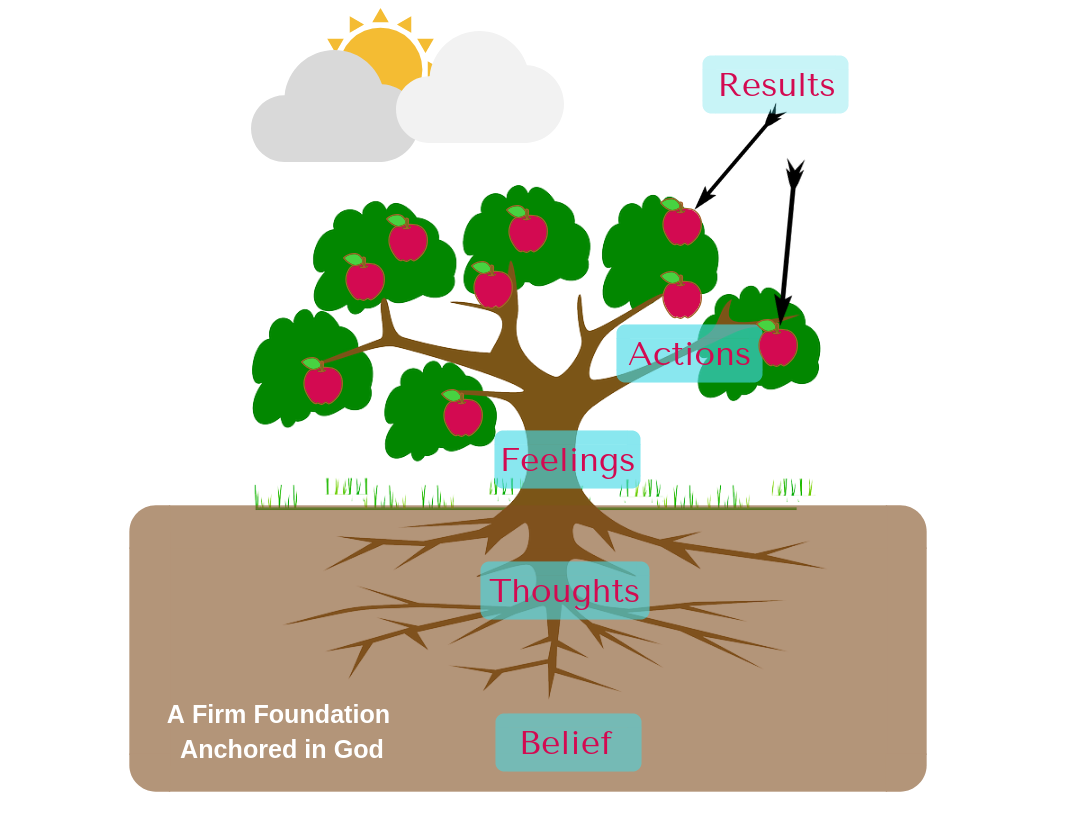 Results
Actions
Feelings
Thoughts
A Firm Foundation
Anchored in God
Belief